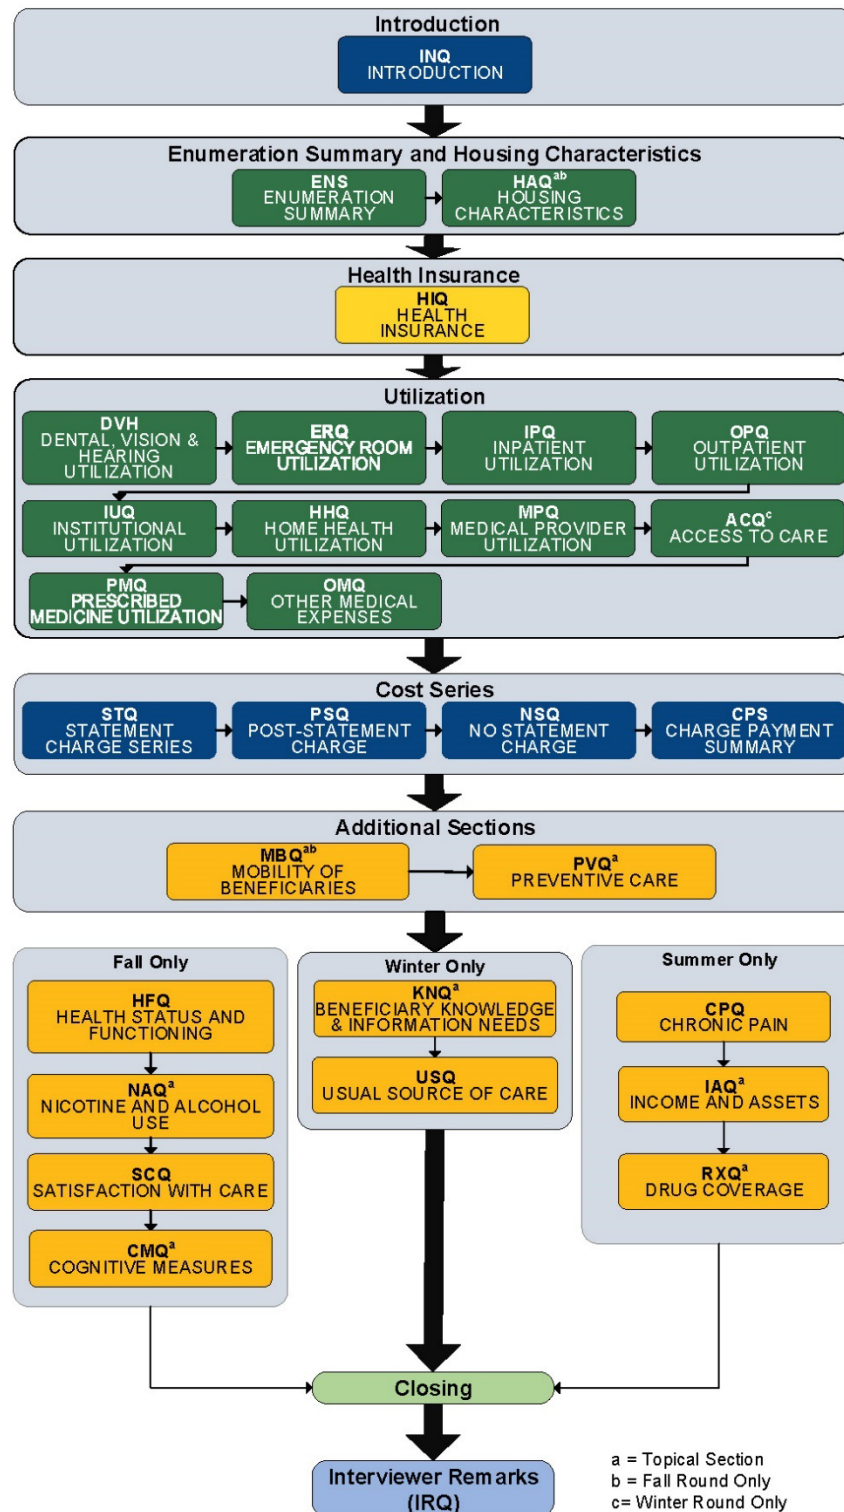 Introduction
INQ
INTRODUCTION
Enumeration Summary and Housing Characteristics
ENS
ENUMERATION
SUMMARY
HAQab
HOUSING
CHARACTERISTICS
Health Insurance
HIQ
HEALTH
INSURANCE
Utilization
DVH
DENTAL, VISION &
HEARING
UTILIZATION
ERQ
EMERGENCY ROOM
UTILIZATION
IPQ
INPATIENT
UTILIZATION
OPQ
OUTPATIENT
UTILIZATION
IUQ
INSTITUTIONAL
UTILIZATION
HHQ
HOME HEALTH
UTILIZATION
MPQ
MEDICAL PROVIDER
UTILIZATION
ACQc
ACCESS TO CARE
PMQ
PRESCRIBED
MEDICINE UTILIZATION
OMQ
OTHER MEDICAL
EXPENSES
Cost Series
STQ
STATEMENT
CHARGE SERIES
PSQ
POST-STATEMENT
CHARGE
NSQ
NO STATEMENT
CHARGE
CPS
CHARGE PAYMENT
SUMMARY
Additional Sections
MBQab
MOBILITY OF
BENEFICIARIES
PVQa
PREVENTIVE CARE
Fall Only
HFQ
HEALTH STATUS AND
FUNCTIONING
NAQa
NICOTINE AND ALCOHOL
USE
SCQ
SATISFACTION WITH CARE
CMQa
COGNITIVE MEASURES
Winter Only
KNQa
BENEFICIARY KNOWLEDGE
& INFORMATION NEEDS
USQ
USUAL SOURCE OF CARE
Summer Only
CPQ
CHRONIC PAIN
IAQa
INCOME AND ASSETS
RXQa
DRUG COVERAGE
Closing
Interviewer Remarks
(IRQ)
a = Topical Section
b = Fall Round Only
c= Winter Round Only